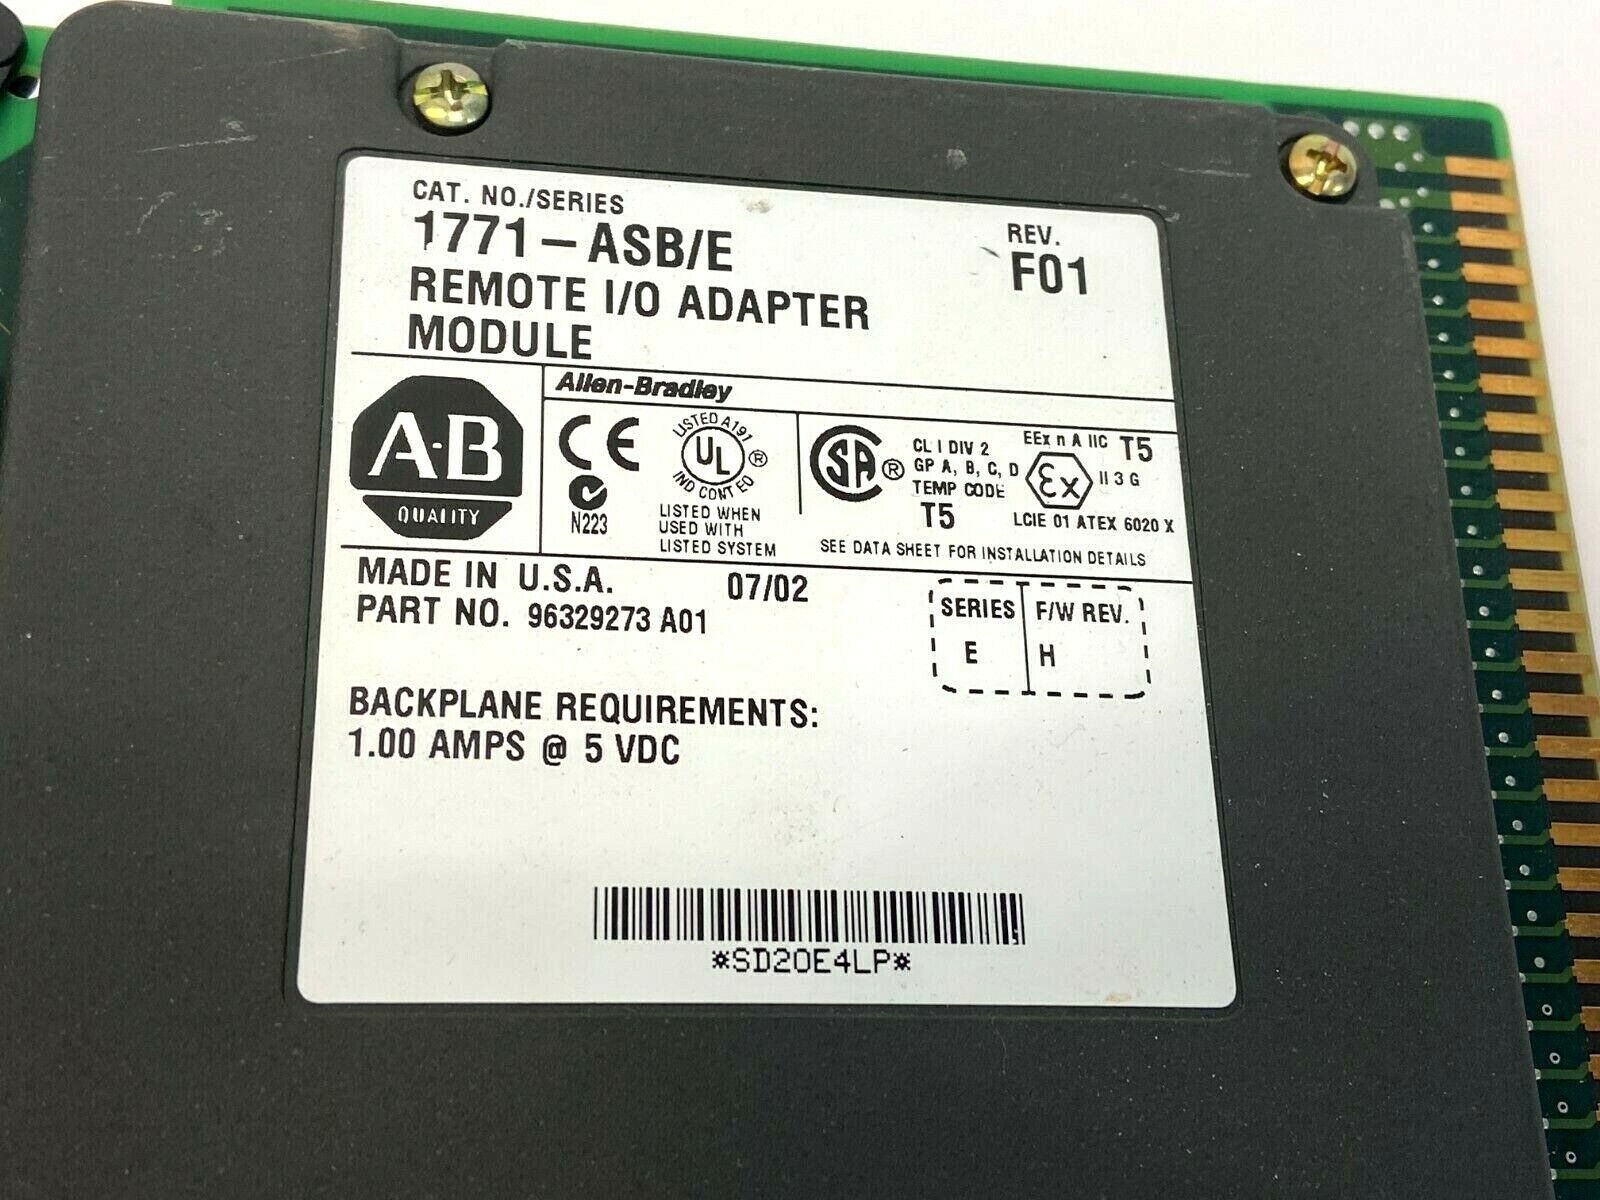 CAT. NO./SERIES
1771-ASB/E
REMOTE I/O ADAPTER
MODULE
REV.
F01
A-B
QUALITY
Allen-Bradley
CE
N223
LISTED A191
UL ®
IND CONT EQ
LISTED WHEN
USED WITH
LISTED SYSTEM
SA ®
CL I DIV 2
GP A, B, C, D
TEMP CODE
T5
EEx n A IIC T5
Ex II 3 G
LCIE 01 ATEX 6020 X
SEE DATA SHEET FOR INSTALLATION DETAILS
MADE IN U.S.A. 07/02
PART NO. 96329273 A01
SERIES F/W REV.
E H
BACKPLANE REQUIREMENTS:
1.00 AMPS @ 5 VDC
*SD20E4LP*